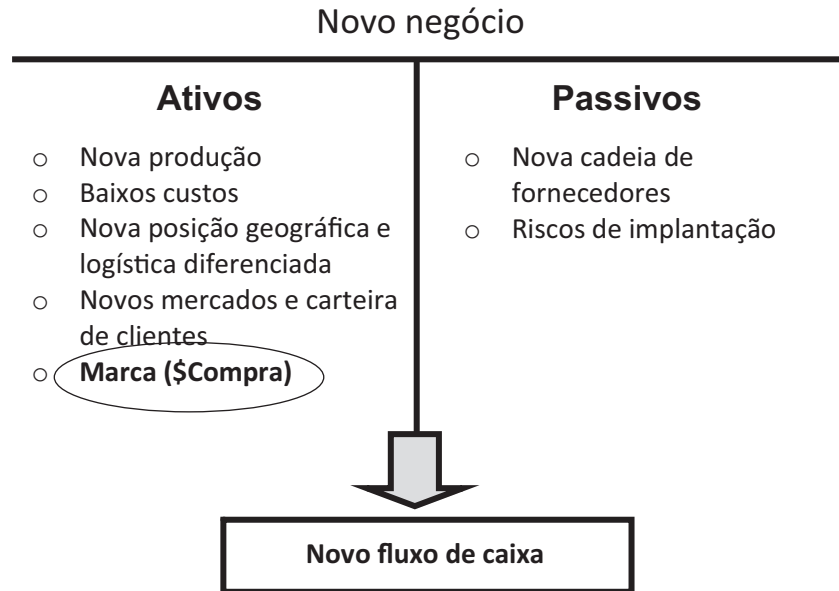 Novo negócio
Ativos
○ Nova produção
○ Baixos custos
○ Nova posição geográfica e
logística diferenciada
○ Novos mercados e carteira
de clientes
○ Marca ($Compra)
Passivos
○ Nova cadeia de
fornecedores
○ Riscos de implantação
Novo fluxo de caixa